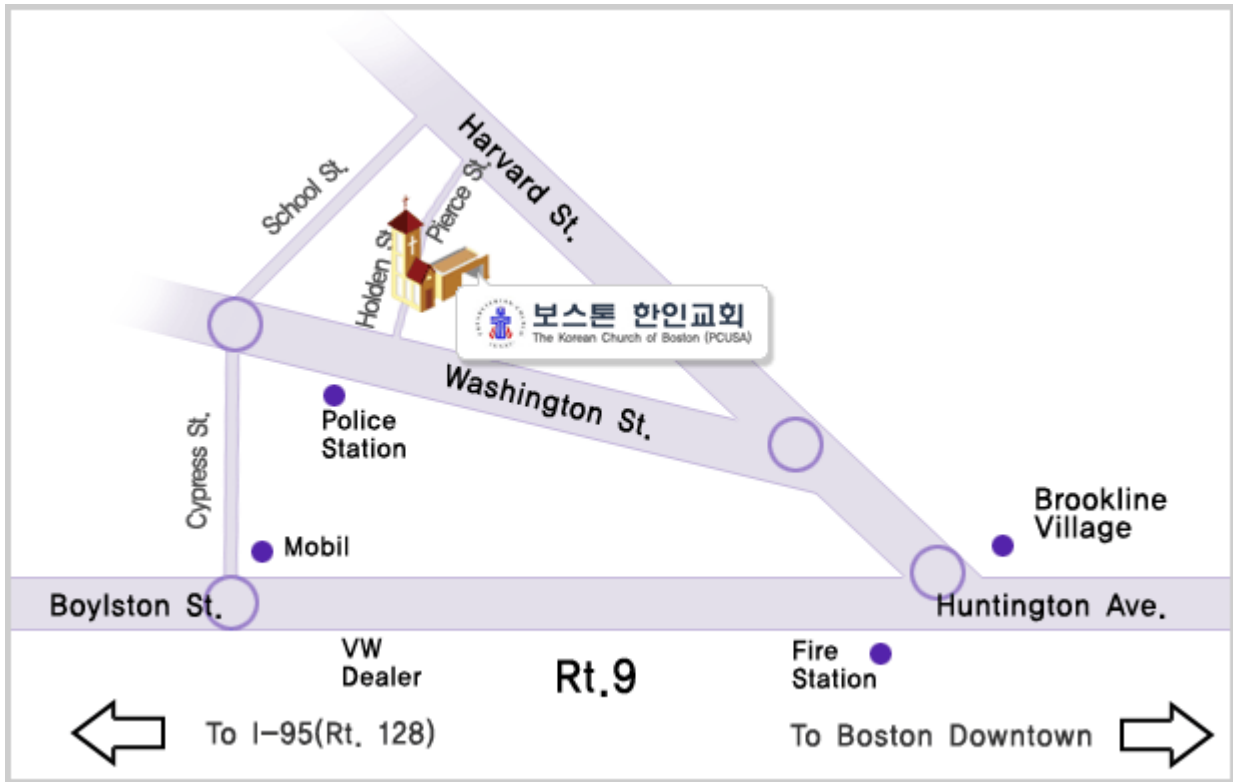 Harvard St.
School St.
Pierce St.
Holden St
보스톤 한인교회
The Korean Church of Boston (PCUSA)
Washington St.
Police
Station
Cypress St.
Brookline
Village
Mobil
Boylston St.
Huntington Ave.
VW
Dealer
Rt.9
Fire
Station
To I-95(Rt. 128)
To Boston Downtown